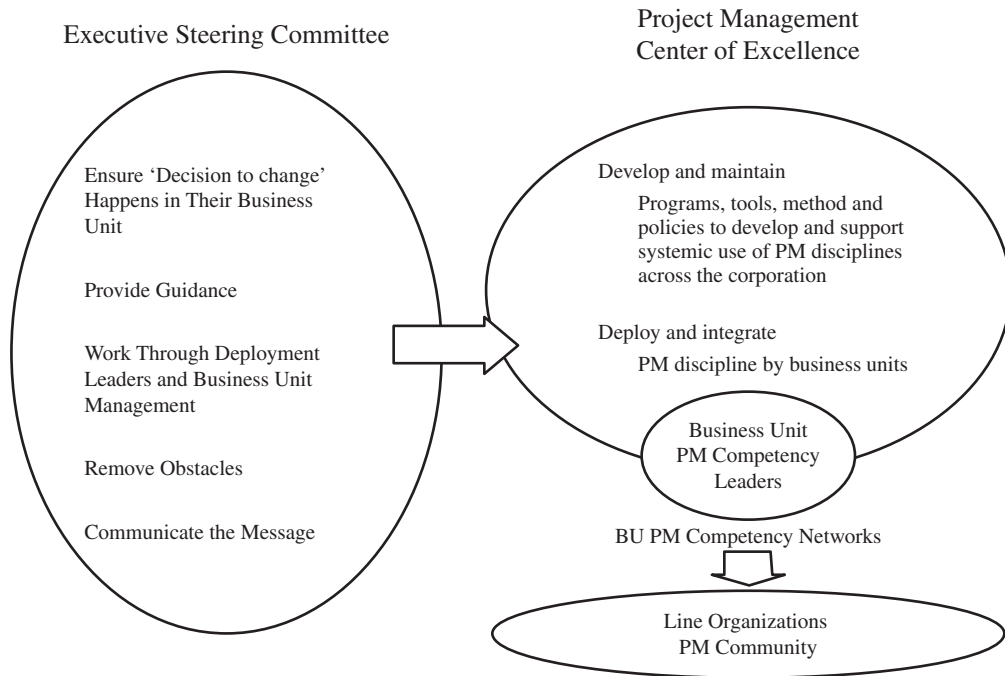 Executive Steering Committee
Ensure ‘Decision to change’
Happens in Their Business
Unit
Provide Guidance
Work Through Deployment
Leaders and Business Unit
Management
Remove Obstacles
Communicate the Message
Project Management
Center of Excellence
Develop and maintain
Programs, tools, method and
policies to develop and support
systemic use of PM disciplines
across the corporation
Deploy and integrate
PM discipline by business units
Business Unit
PM Competency
Leaders
BU PM Competency Networks
Line Organizations
PM Community